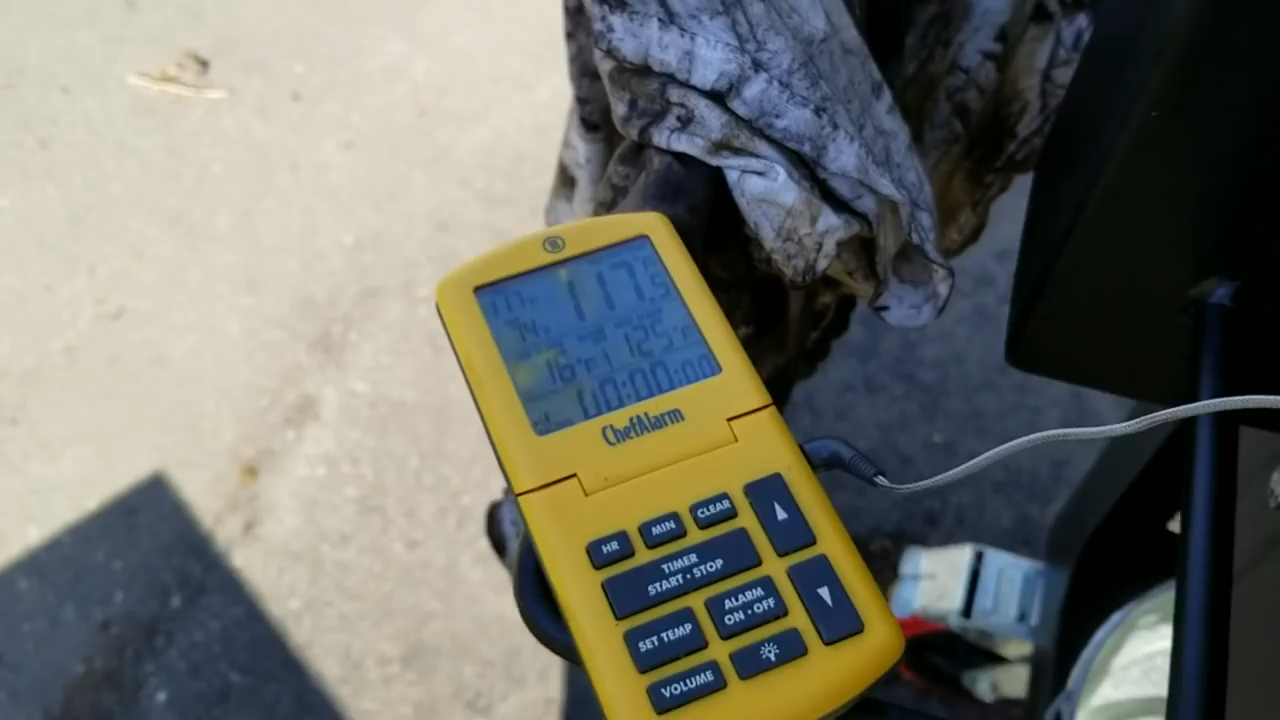 117.5
125°F
00:00:00
ChefAlarm
HR MIN CLEAR
TIMER
START • STOP
SET TEMP
ALARM
ON • OFF
VOLUME